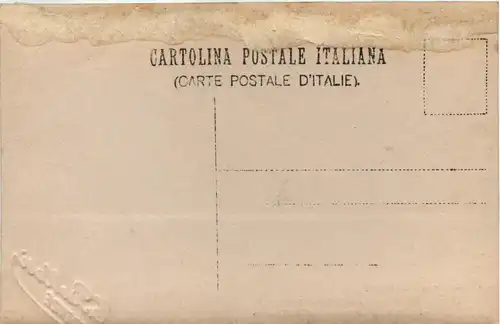 CARTOLINA POSTALE ITALIANA
(CARTE POSTALE D'ITALIE).